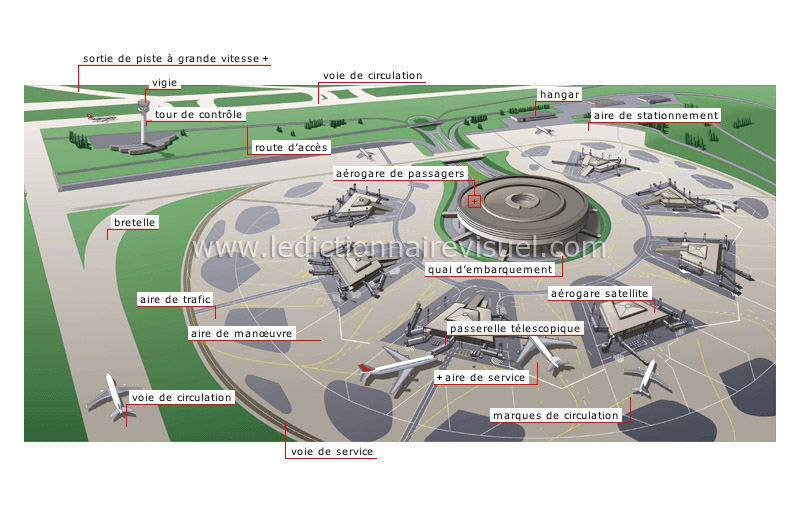 sortie de piste à grande vitesse +
voie de circulation
vigie
hangar
tour de contrôle
aire de stationnement
route d'accès
aérogare de passagers
+
bretelle
www.ledictionnairevisuel.com
quai d'embarquement
aire de trafic
aérogare satellite
aire de manœuvre
passerelle télescopique
+ aire de service
voie de circulation
marques de circulation
voie de service